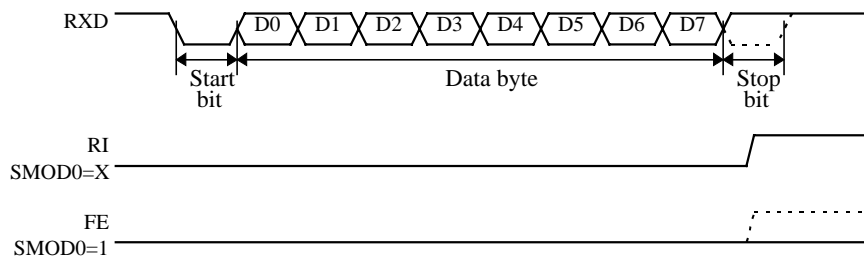 RXD D0 D1 D2 D3 D4 D5 D6 D7
Start bit
Data byte
Stop bit
RI
SMOD0=X
FE
SMOD0=1